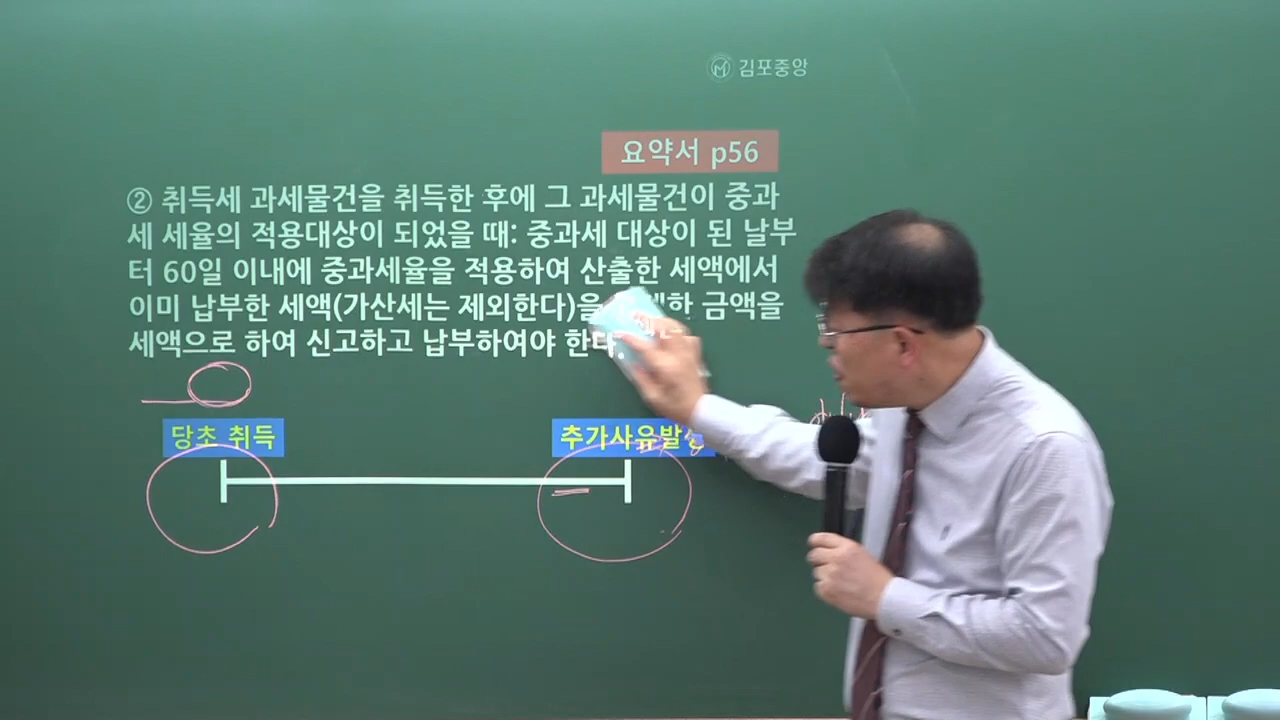 김포중앙
요약서 p56
② 취득세 과세물건을 취득한 후에 그 과세물건이 중과
세 세율의 적용대상이 되었을 때: 중과세 대상이 된 날부
터 60일 이내에 중과세율을 적용하여 산출한 세액에서
이미 납부한 세액(가산세는 제외한다)을 금액을
세액으로 하여 신고하고 납부하여야 한다.
당초 취득
추가사유발생